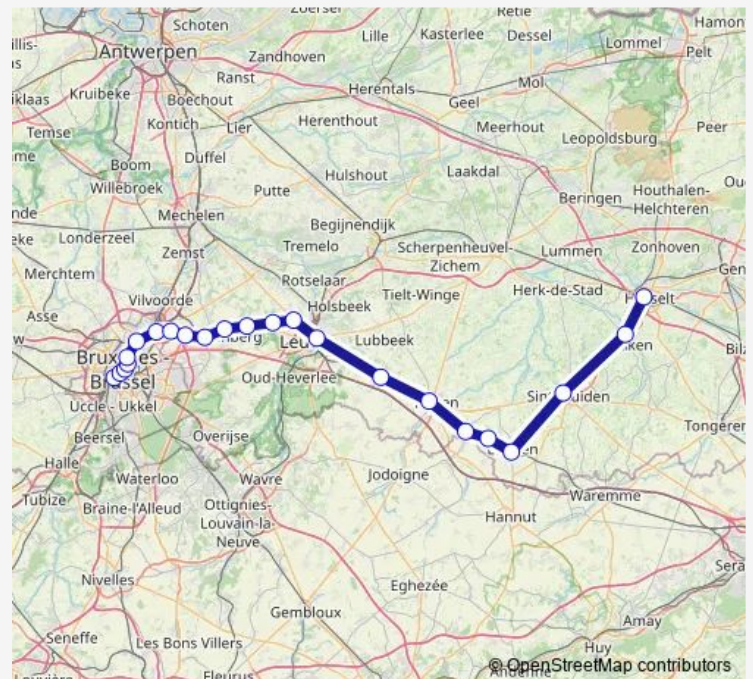 Schoten
Lille
Kasterlee
Dessel
Lommel
Hamon
Pelt
Antwerpen
Zandhoven
Ranst
Mol
Kruibeke
Boechout
Herentals
Geel
Temse
Kontich
Lier
Herenthout
Meerhout
Leopoldsburg
Peer
Boom
Duffel
Willebroek
Hulshout
Laakdal
Putte
Beringen
Houthalen-
Helchteren
Mechelen
Begijnendijk
Londerzeel
Zemst
Tremelo
Scherpenheuvel-
Zichem
Lummen
Zonhoven
Merchtem
Rotselaar
Vilvoorde
Holsbeek
Tielt-Winge
Herk-de-Stad
Asse
Lubbeek
Oud-Heverlee
Uccle - Ukkel
Beersel
Overijse
Tongeren
Halle
Waterloo
Wavre
Jodoigne
Tubize
Braine-l'Alleud
Ottignies-
Louvain-la-
Neuve
Waremme
Hannut
Nivelles
Eghezée
Gembloux
Amay
Seneffe
Les Bons Villers
Huy
Fleurus
© OpenStreetMap contributors